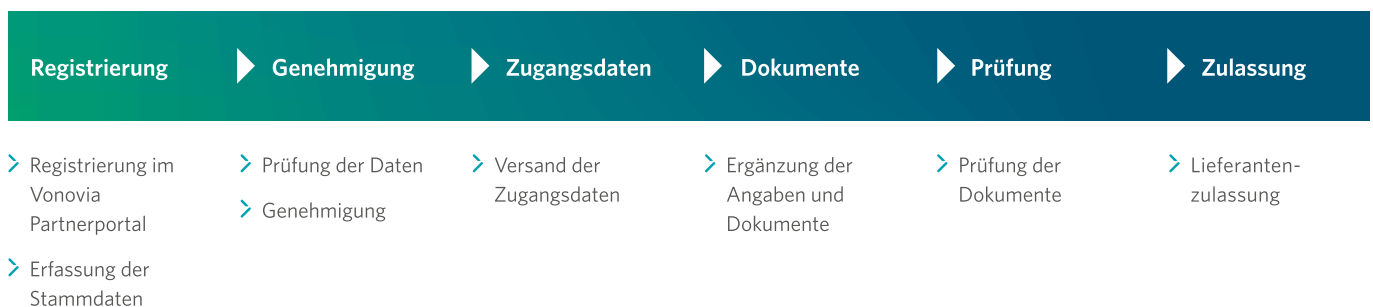 Registrierung
Genehmigung
Zugangsdaten
Dokumente
Prüfung
Zulassung
Registrierung im
Vonovia
Partnerportal
Erfassung der
Stammdaten
Prüfung der Daten
Genehmigung
Versand der
Zugangsdaten
Ergänzung der
Angaben und
Dokumente
Prüfung der
Dokumente
Lieferanten-
zulassung